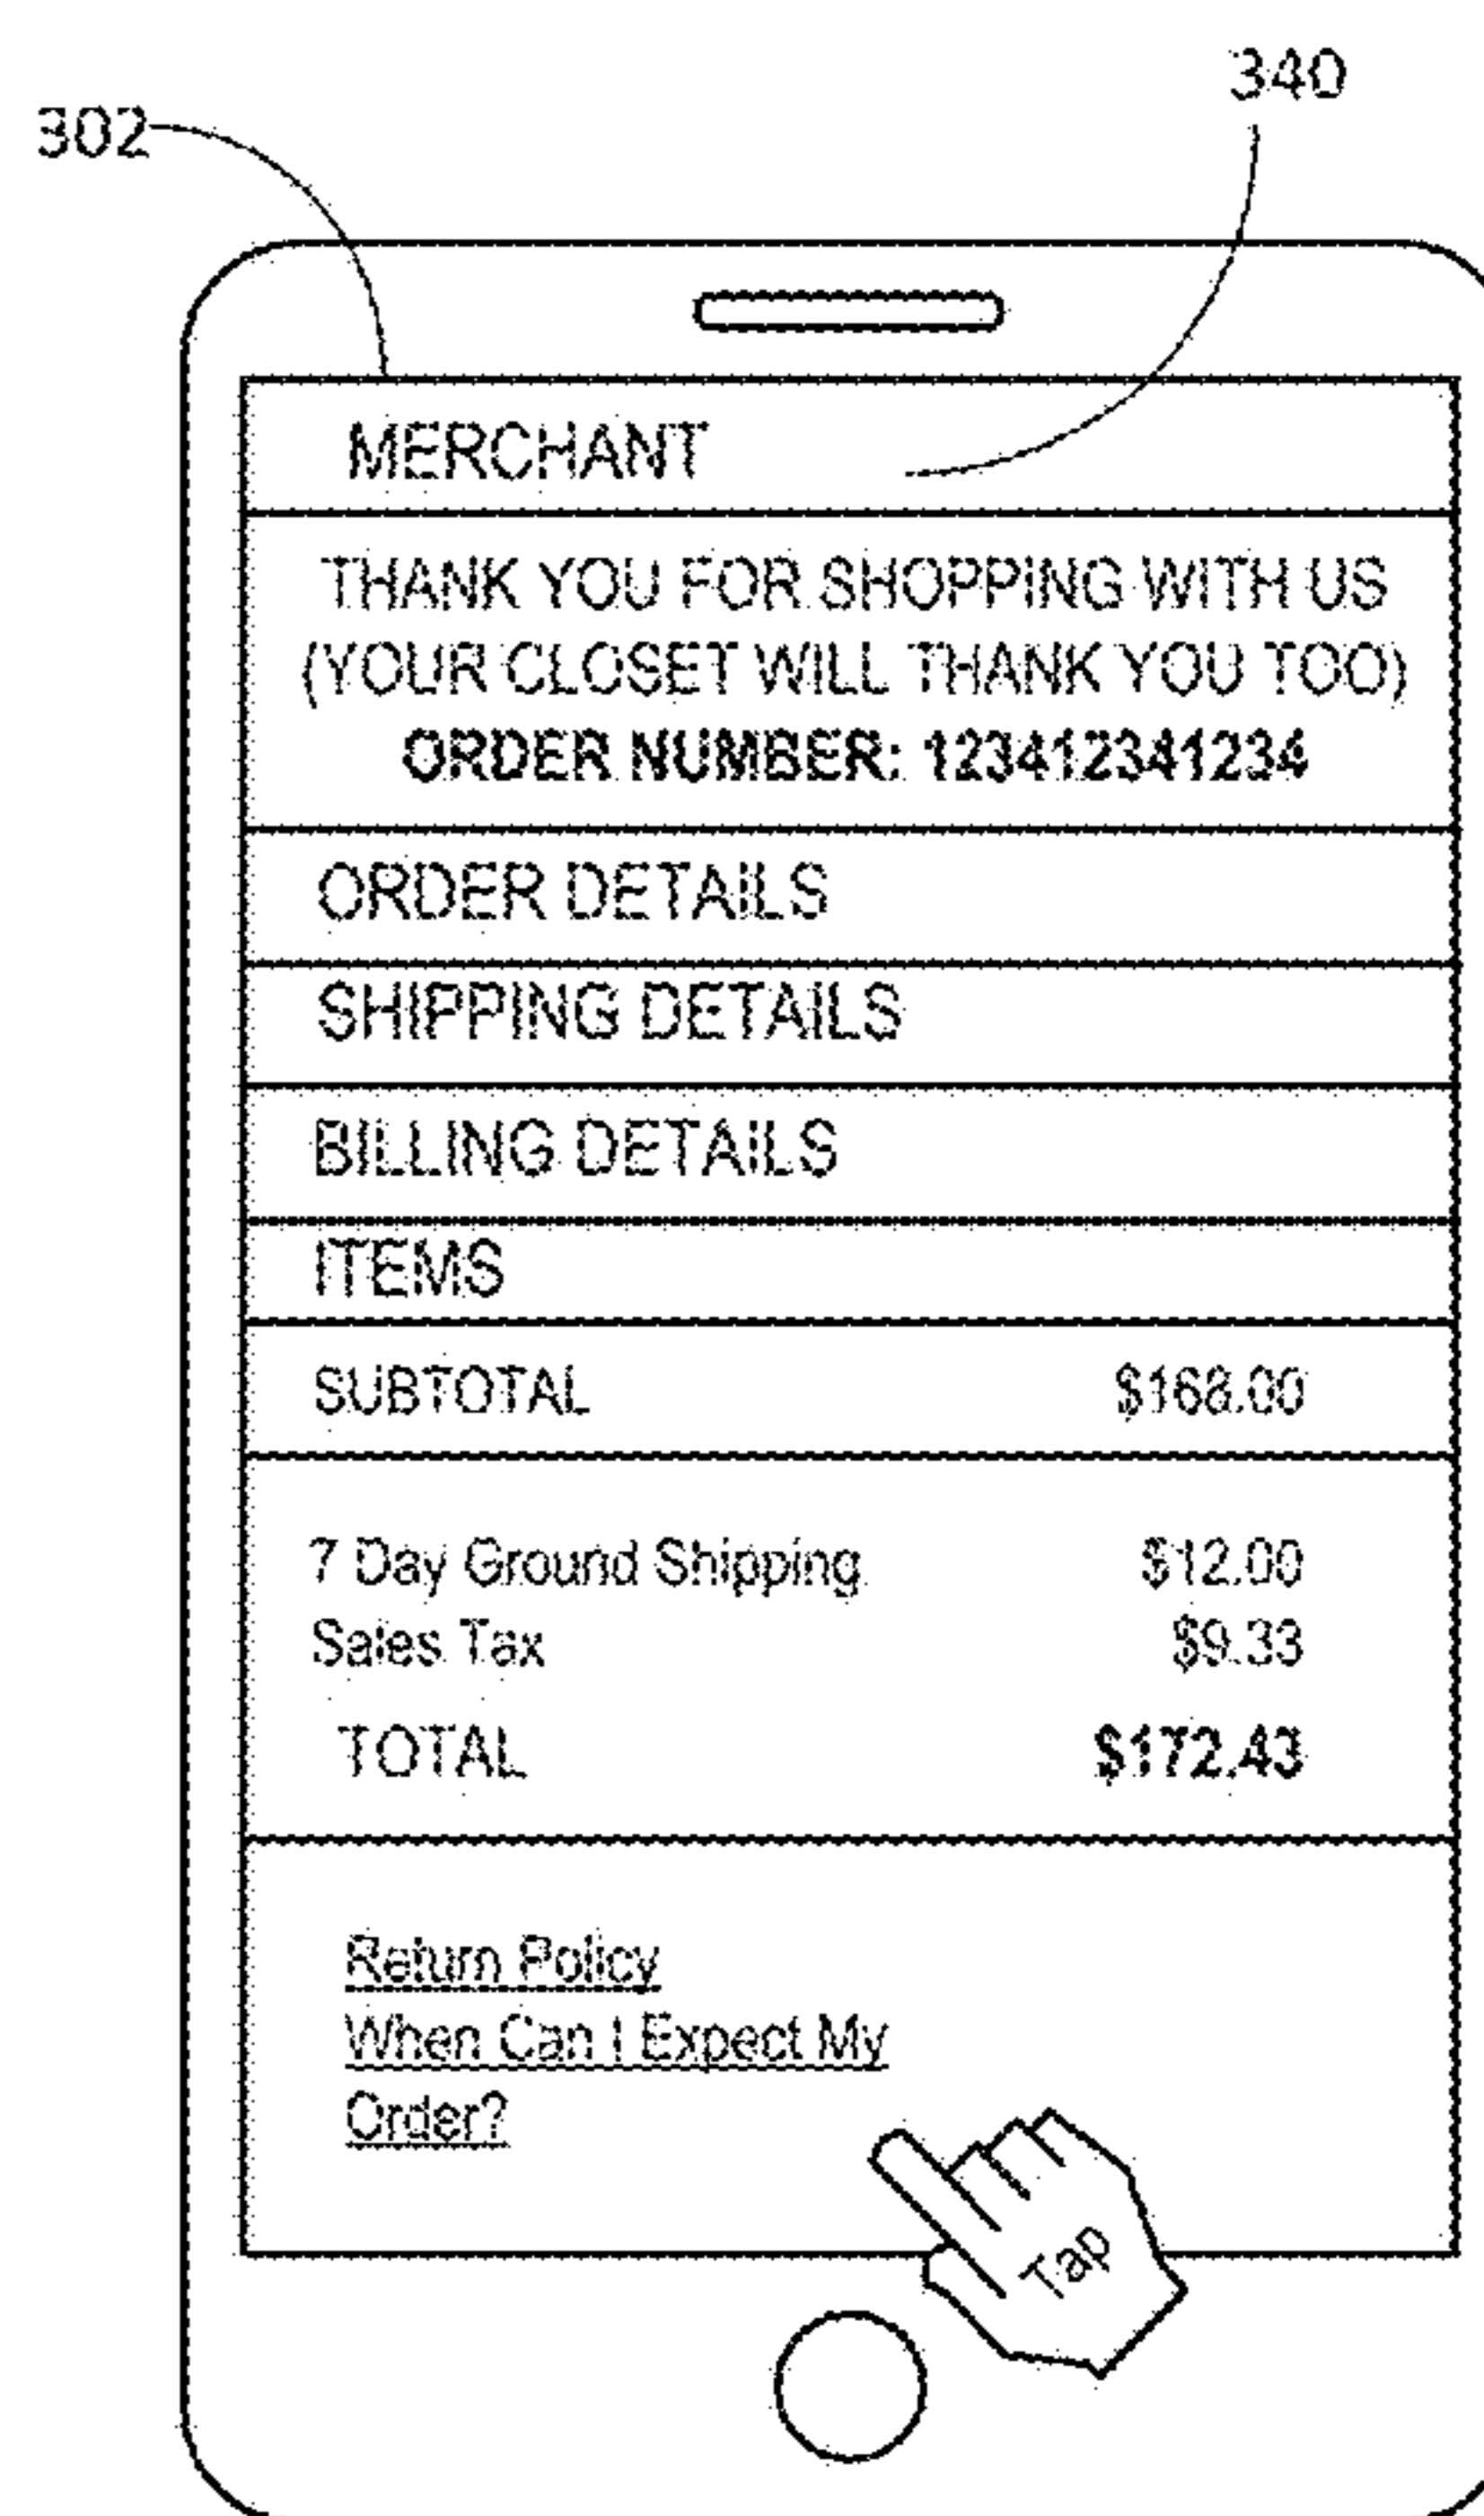 340
302
MERCHANT
THANK YOU FOR SHOPPING WITH US
(YOUR CLOSET WILL THANK YOU TOO)
ORDER NUMBER: 123412341234
ORDER DETAILS
SHIPPING DETAILS
BILLING DETAILS
ITEMS
SUBTOTAL $168.00
7 Day Ground Shipping $12.00
Sales Tax $9.33
TOTAL $172.43
Return Policy
When Can I Expect My
Order?
Tap